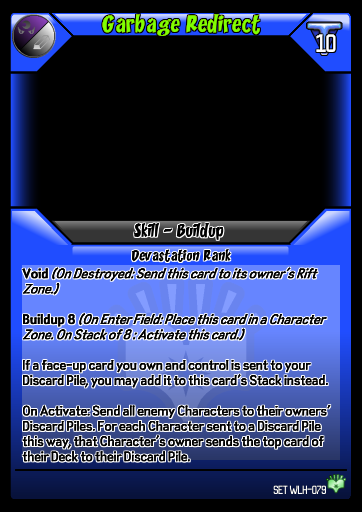 Garbage Redirect
10
Skill - Buildup
Devastation Rank
Void (On Destroyed: Send this card to its owner's Rift
Zone.)
Buildup 8 (On Enter Field: Place this card in a Character
Zone. On Stack of 8 : Activate this card.)
If a face-up card you own and control is sent to your
Discard Pile, you may add it to this card's Stack instead.
On Activate: Send all enemy Characters to their owners'
Discard Piles. For each Character sent to a Discard Pile
this way, that Character's owner sends the top card of
their Deck to their Discard Pile.
SET WLH-079